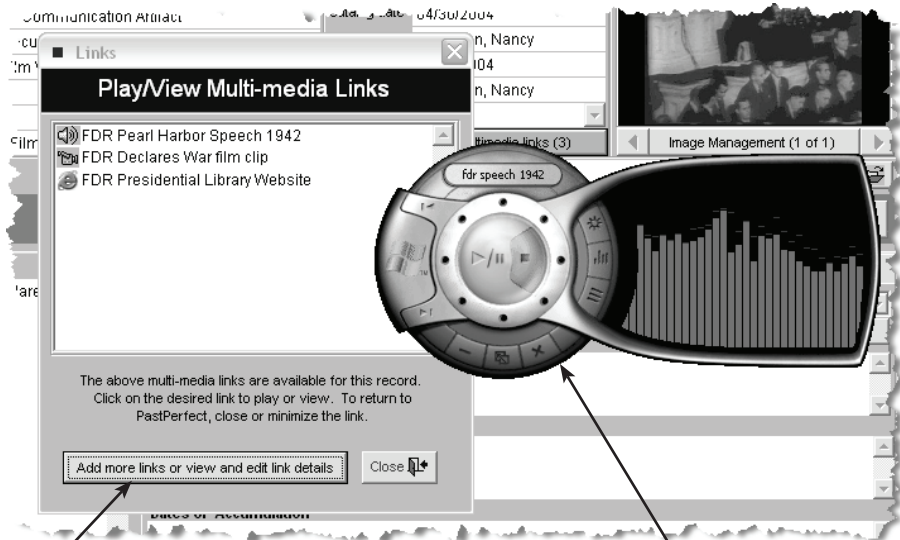 Communication Artifact
04/30/2004
Links
n, Nancy
Play/View Multi-media Links
n, Nancy
FDR Pearl Harbor Speech 1942
FDR Declares War film clip
FDR Presidential Library Website
ltimedia links (3)
Image Management (1 of 1)
fdr speech 1942
The above multi-media links are available for this record.
Click on the desired link to play or view. To return to
PastPerfect, close or minimize the link.
Add more links or view and edit link details
Close
Dates of Accumulation